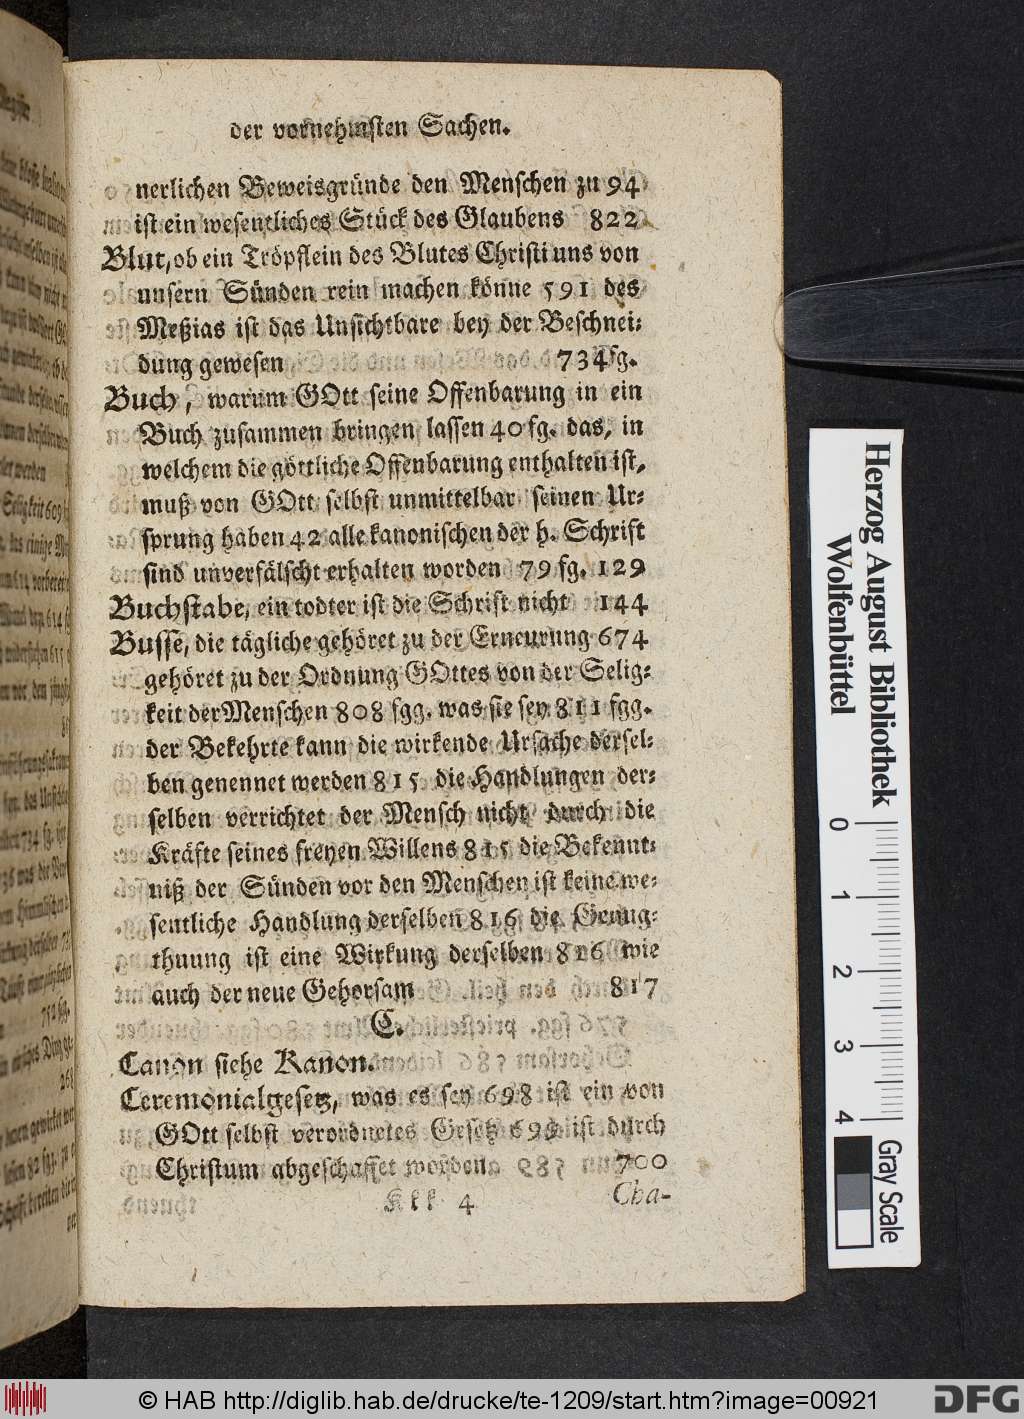 der vornehmsten Sachen.
nerlichen Beweisgründe den Menschen zu 94
ist ein wesentliches Stück des Glaubens 822
Blut, ob ein Tröpflein des Blutes Christi uns von
unsern Sünden rein machen könne 591 des
Meßias ist das Unsichtbare bey der Beschnei⸗
dung gewesen 734 fg.
Buch, warum GOtt seine Offenbarung in ein
Buch zusammen bringen lassen 40 fg. das, in
welchem die göttliche Offenbarung enthalten ist,
muß von GOtt selbst unmittelbar seinen Ur⸗
sprung haben 42 alle kanonischen der h. Schrift
sind unverfälscht erhalten worden 79 fg. 129
Buchstabe, ein todter ist die Schrift nicht 144
Busse, die tägliche gehöret zu der Erneurung 674
gehöret zu der Ordnung GOttes von der Selig⸗
keit der Menschen 808 fgg. was sie sey 811 fgg.
der Bekehrte kann die wirkende Ursache dersel⸗
ben genennet werden 815 die Handlungen der⸗
selben verrichtet der Mensch nicht durch die
Kräfte seines freyen Willens 815 die Bekennt⸗
niß der Sünden vor den Menschen ist keine we⸗
sentliche Handlung derselben 816 die Genug⸗
thuung ist eine Wirkung derselben 816 wie
auch der neue Gehorsam 817
C.
Canon siehe Kanon.
Ceremonialgesetz, was es sey 698 ist ein von
GOtt selbst verordnetes Gesetz 699 ist durch
Christum abgeschaffet worden 700
Kkk 4 Cha-
Herzog August Bibliothek
Wolfenbüttel
0 1 2 3 4
Gray Scale
© HAB http://diglib.hab.de/drucke/te-1209/start.htm?image=00921
DFG